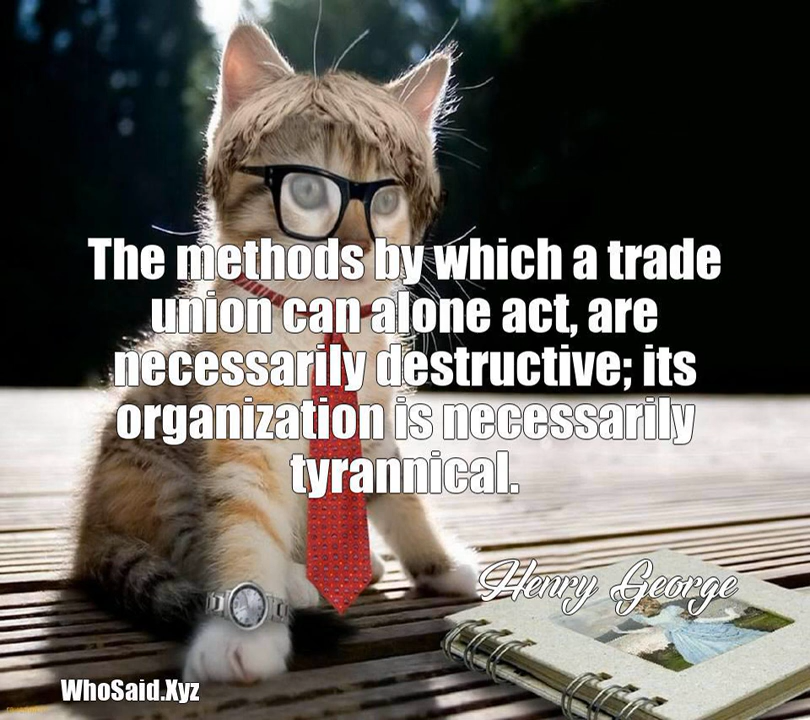 The methods by which a trade
union can alone act, are
necessarily destructive; its
organization is necessarily
tyrannical.
Henry George
WhoSaid.Xyz